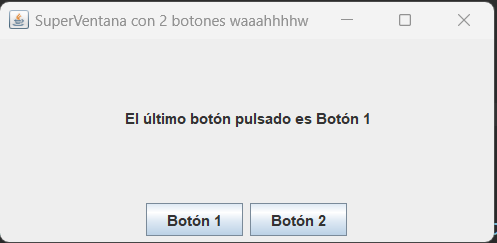 SuperVentana con 2 botones waaahhhhw
El último botón pulsado es Botón 1
Botón 1 Botón 2